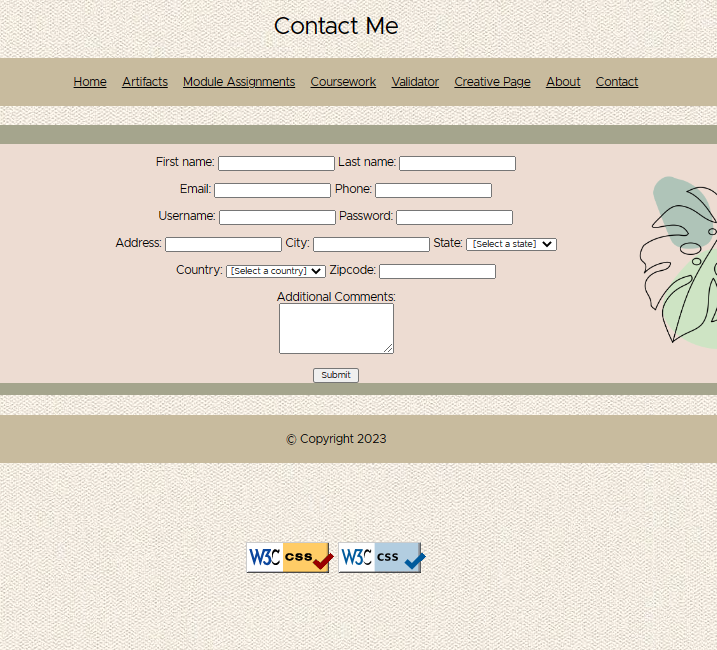 Contact Me
Home Artifacts Module Assignments Coursework Validator Creative Page About Contact
First name: Last name:
Email: Phone:
Username: Password:
Address: City: State: [Select a state]
Country: [Select a country] Zipcode:
Additional Comments:
Submit
© Copyright 2023
W3C css W3C css